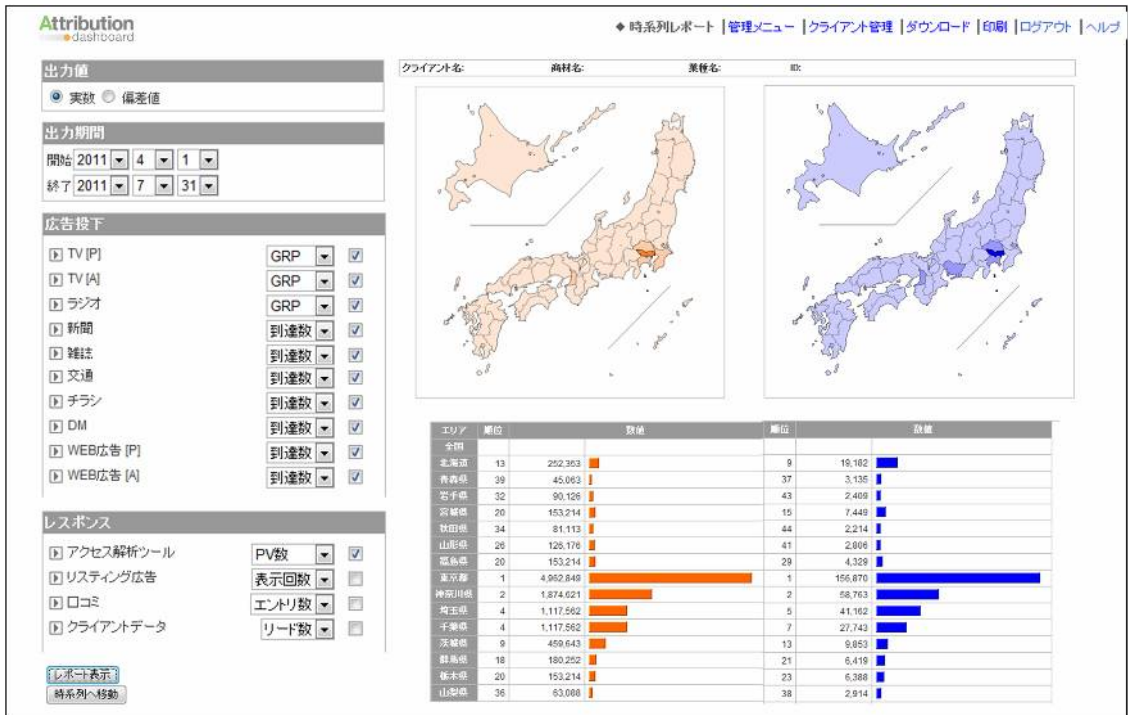 Attribution
dashboard
◆ 時系列レポート | 管理メニュー | クライアント管理 | ダウンロード | 印刷 | ログアウト | ヘルプ
出力値
実数 偏差値
出力期間
開始 2011 4 1
終了 2011 7 31
広告投下
TV [P] GRP
TV [A] GRP
ラジオ GRP
新聞 到達数
雑誌 到達数
交通 到達数
チラシ 到達数
DM 到達数
WEB広告 [P] 到達数
WEB広告 [A] 到達数
レスポンス
アクセス解析ツール PV数
リスティング広告 表示回数
口コミ エントリ数
クライアントデータ リード数
レポート表示
時系列へ移動
クライアント名: 商材名: 業種名: ID:
エリア 順位 数値 順位 数値
全国
北海道 13 252,353 9 19,182
青森県 39 45,063 37 3,135
岩手県 32 90,126 43 2,409
宮城県 20 153,214 15 7,449
秋田県 34 81,113 44 2,214
山形県 26 126,176 41 2,806
福島県 20 153,214 29 4,329
東京都 1 4,962,849 1 156,870
神奈川県 2 1,874,621 2 58,763
埼玉県 4 1,117,562 5 41,162
千葉県 4 1,117,562 7 27,743
茨城県 9 459,643 13 9,853
群馬県 18 180,252 21 6,419
栃木県 20 153,214 23 6,388
山梨県 36 63,088 38 2,914